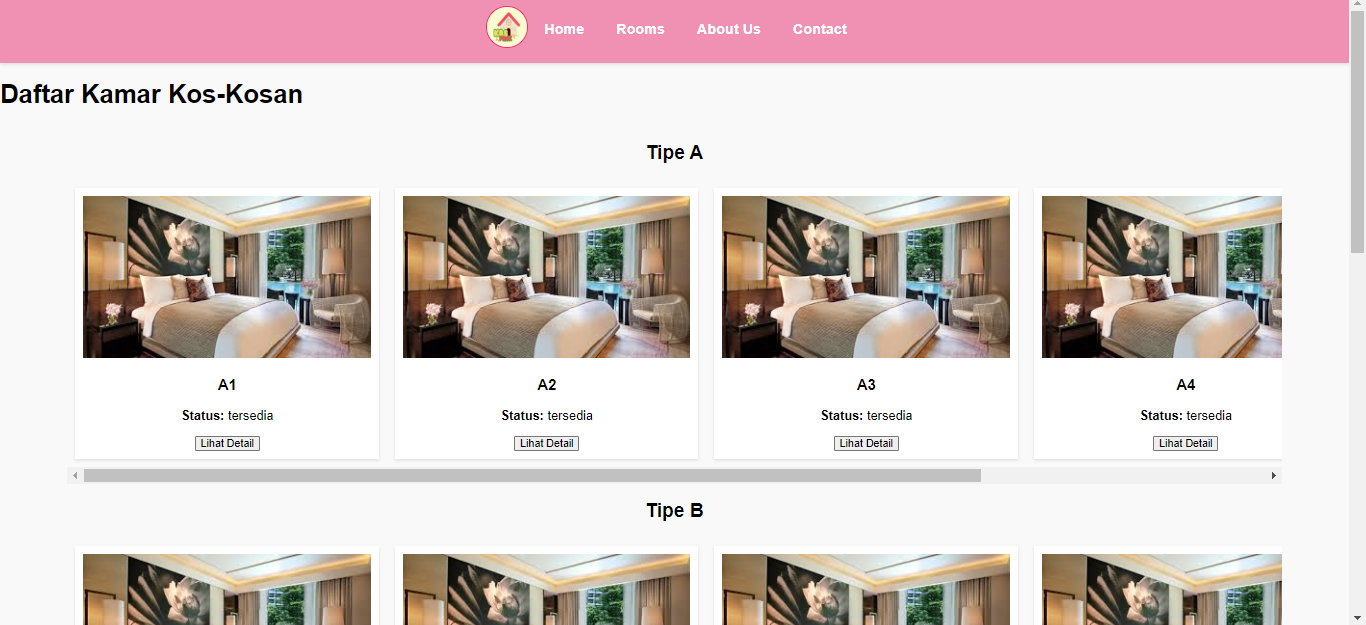 Home Rooms About Us Contact
Daftar Kamar Kos-Kosan
Tipe A
A1 A2 A3 A4
Status: tersedia Status: tersedia Status: tersedia Status: tersedia
Lihat Detail Lihat Detail Lihat Detail Lihat Detail
Tipe B